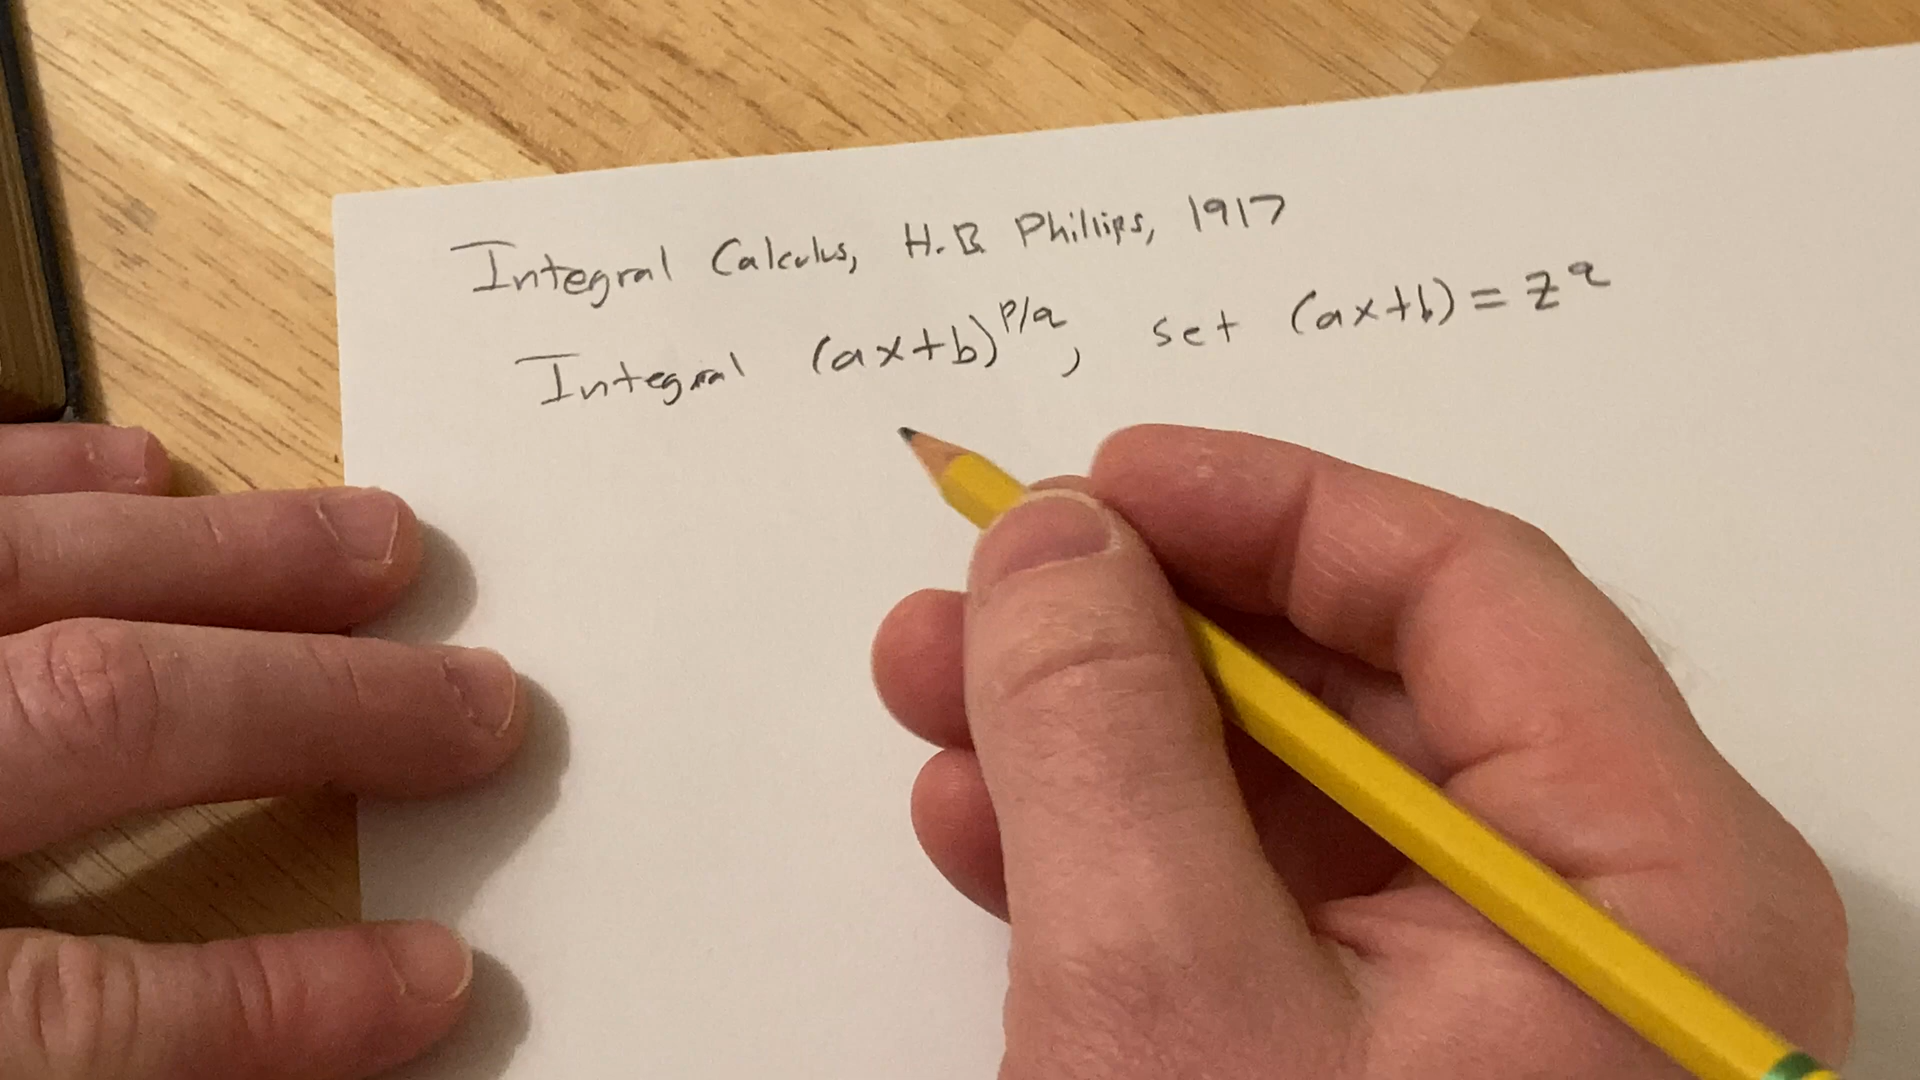 Integral Calculus, H.B. Phillips, 1917
Integral (ax+b)^p/q, set (ax+b) = z^q